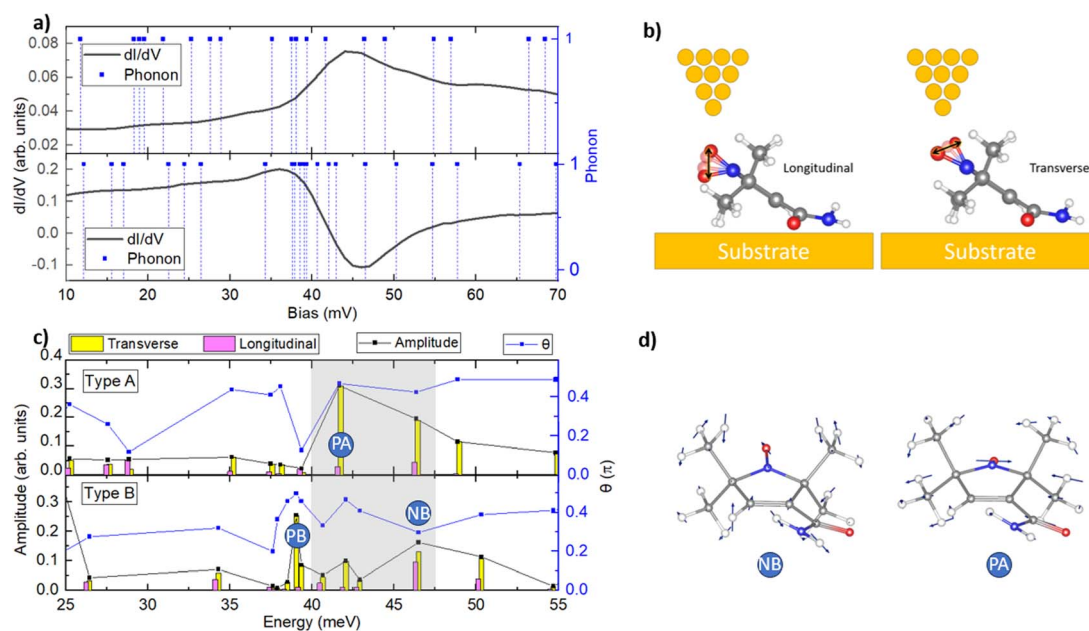 a)
0.08
0.06
0.04
0.00
dI/dV
Phonon
1
dI/dV (arb. units)
0.2
0.1
0.0
-0.1
dI/dV
Phonon
1
0
Phonon
10 20 30 40 50 60 70
Bias (mV)
b)
Longitudinal
Transverse
Substrate
Substrate
c)
Transverse
Longitudinal
Amplitude
θ
0.4
0.3
0.2
0.1
0.0
Type A
PA
0.4
0.2
0.0
Amplitude (arb. units)
θ (π)
0.3
0.2
0.1
0.0
Type B
PB
NB
0.4
0.2
0.0
25 30 35 40 45 50 55
Energy (meV)
d)
NB
PA